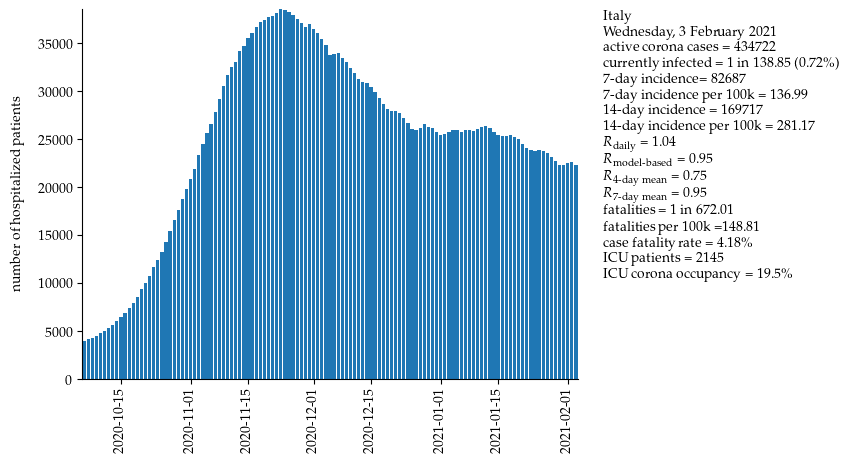 number of hospitalized patients
35000
30000
25000
20000
15000
10000
5000
0
2020-10-15
2020-11-01
2020-11-15
2020-12-01
2020-12-15
2021-01-01
2021-01-15
2021-02-01
Italy
Wednesday, 3 February 2021
active corona cases = 434722
currently infected = 1 in 138.85 (0.72%)
7-day incidence= 82687
7-day incidence per 100k = 136.99
14-day incidence = 169717
14-day incidence per 100k = 281.17
R daily = 1.04
R model-based = 0.95
R 4-day mean = 0.75
R 7-day mean = 0.95
fatalities = 1 in 672.01
fatalities per 100k =148.81
case fatality rate = 4.18%
ICU patients = 2145
ICU corona occupancy = 19.5%